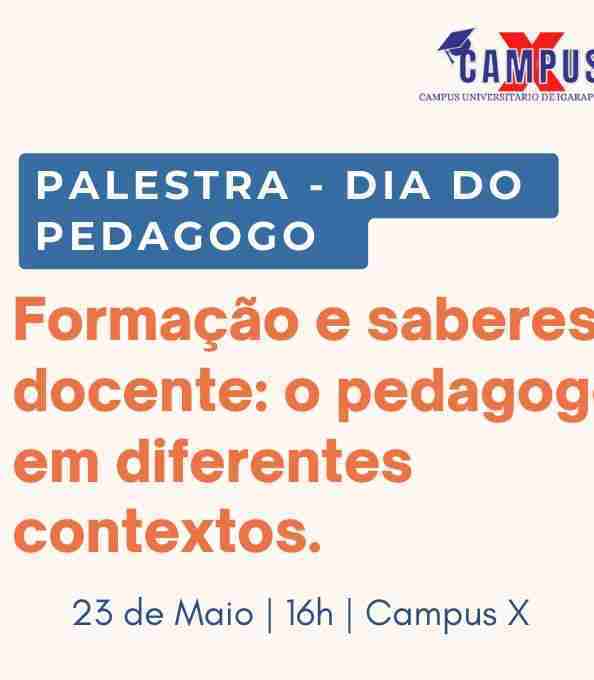 CAMPUS X
CAMPUS UNIVERSITARIO DE IGARAP
PALESTRA - DIA DO
PEDAGOGO
Formação e saberes
docente: o pedagog
em diferentes
contextos.
23 de Maio | 16h | Campus X